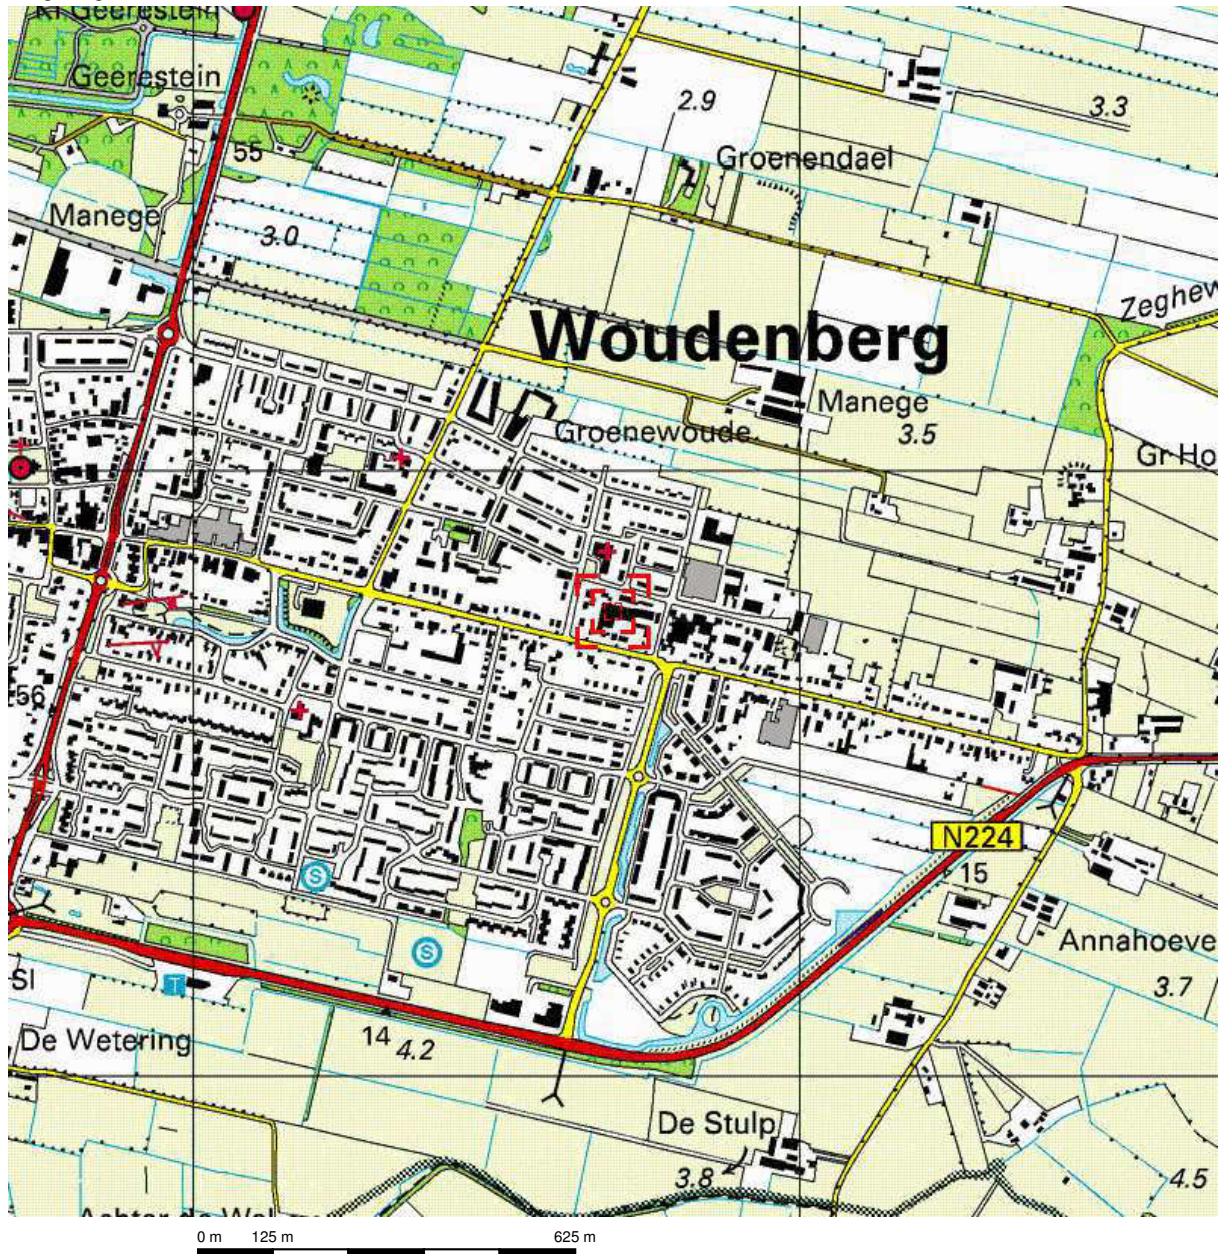 Kl Geerestein
Geerestein
2.9
3.3
55
Groenendael
Manege
3.0
Woudenberg
Manege
3.5
Groenewoude
Gr Ho
56
N224
15
S
S
Annahoeve
3.7
T
Sl
De Wetering
14 4.2
De Stulp
3.8
4.5
0 m 125 m 625 m